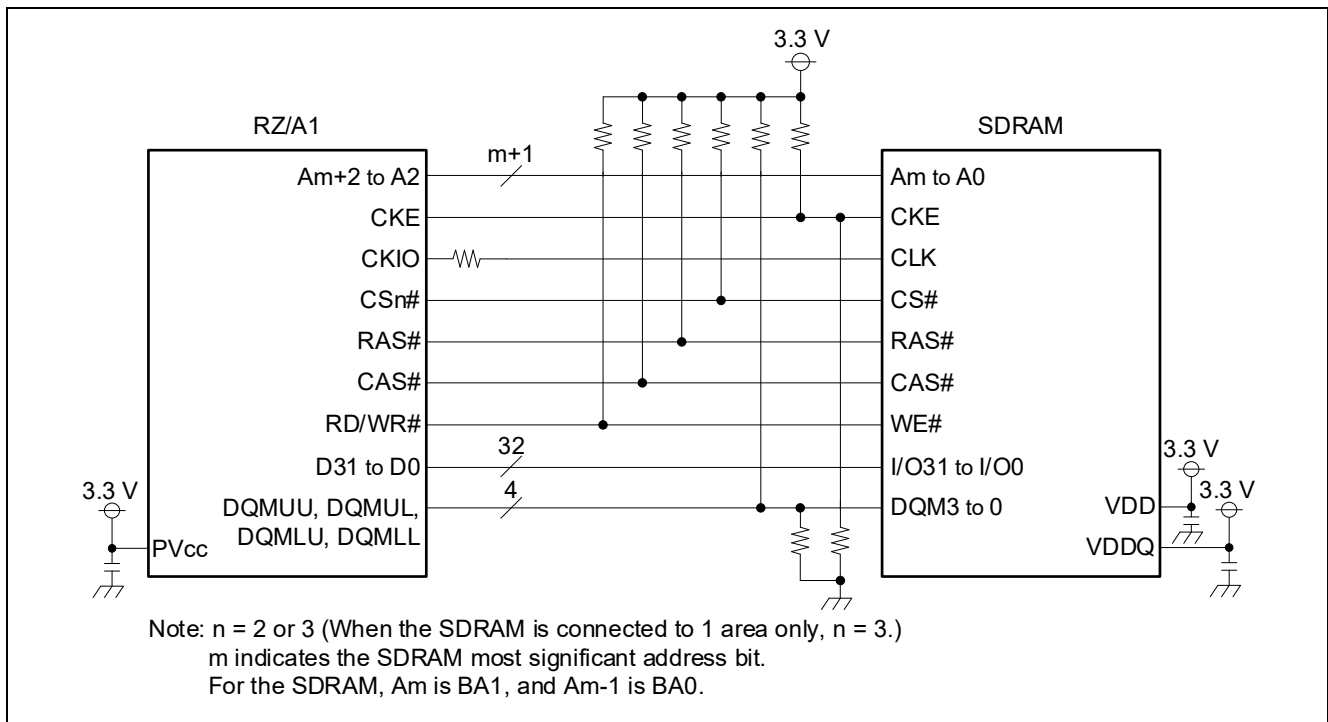 3.3 V
RZ/A1
SDRAM
m+1
Am+2 to A2
Am to A0
CKE
CKE
CKIO
CLK
CSn#
CS#
RAS#
RAS#
CAS#
CAS#
RD/WR#
WE#
32
D31 to D0
I/O31 to I/O0
3.3 V
3.3 V
4
3.3 V
DQMUU, DQMUL,
DQMLU, DQMLL
DQM3 to 0
VDD
PVcc
VDDQ
Note: n = 2 or 3 (When the SDRAM is connected to 1 area only, n = 3.)
m indicates the SDRAM most significant address bit.
For the SDRAM, Am is BA1, and Am-1 is BA0.